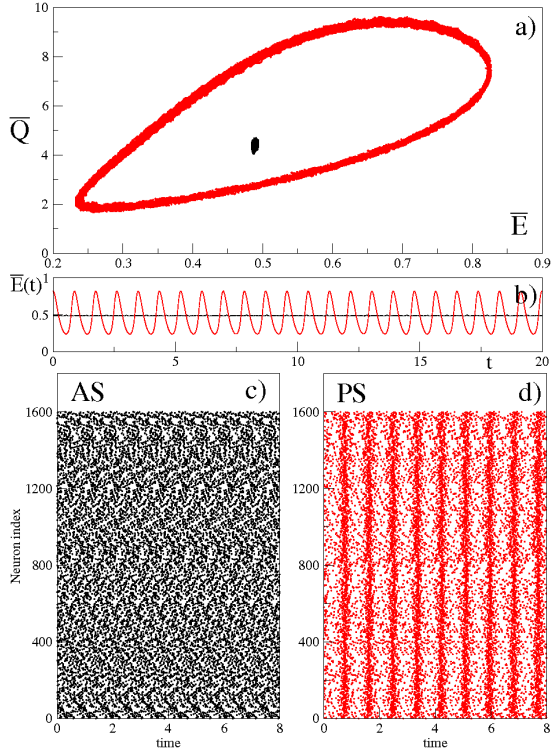 10
a)
8
Q̅
6
4
2
E̅
0
0.2 0.3 0.4 0.5 0.6 0.7 0.8 0.9
1
E̅(t)
b)
0.5
0
0 5 10 15 t 20
AS c) PS d)
1600 1600
1200 1200
Neuron index
800 800
400 400
0 0
0 2 4 6 8 0 2 4 6 8
time time